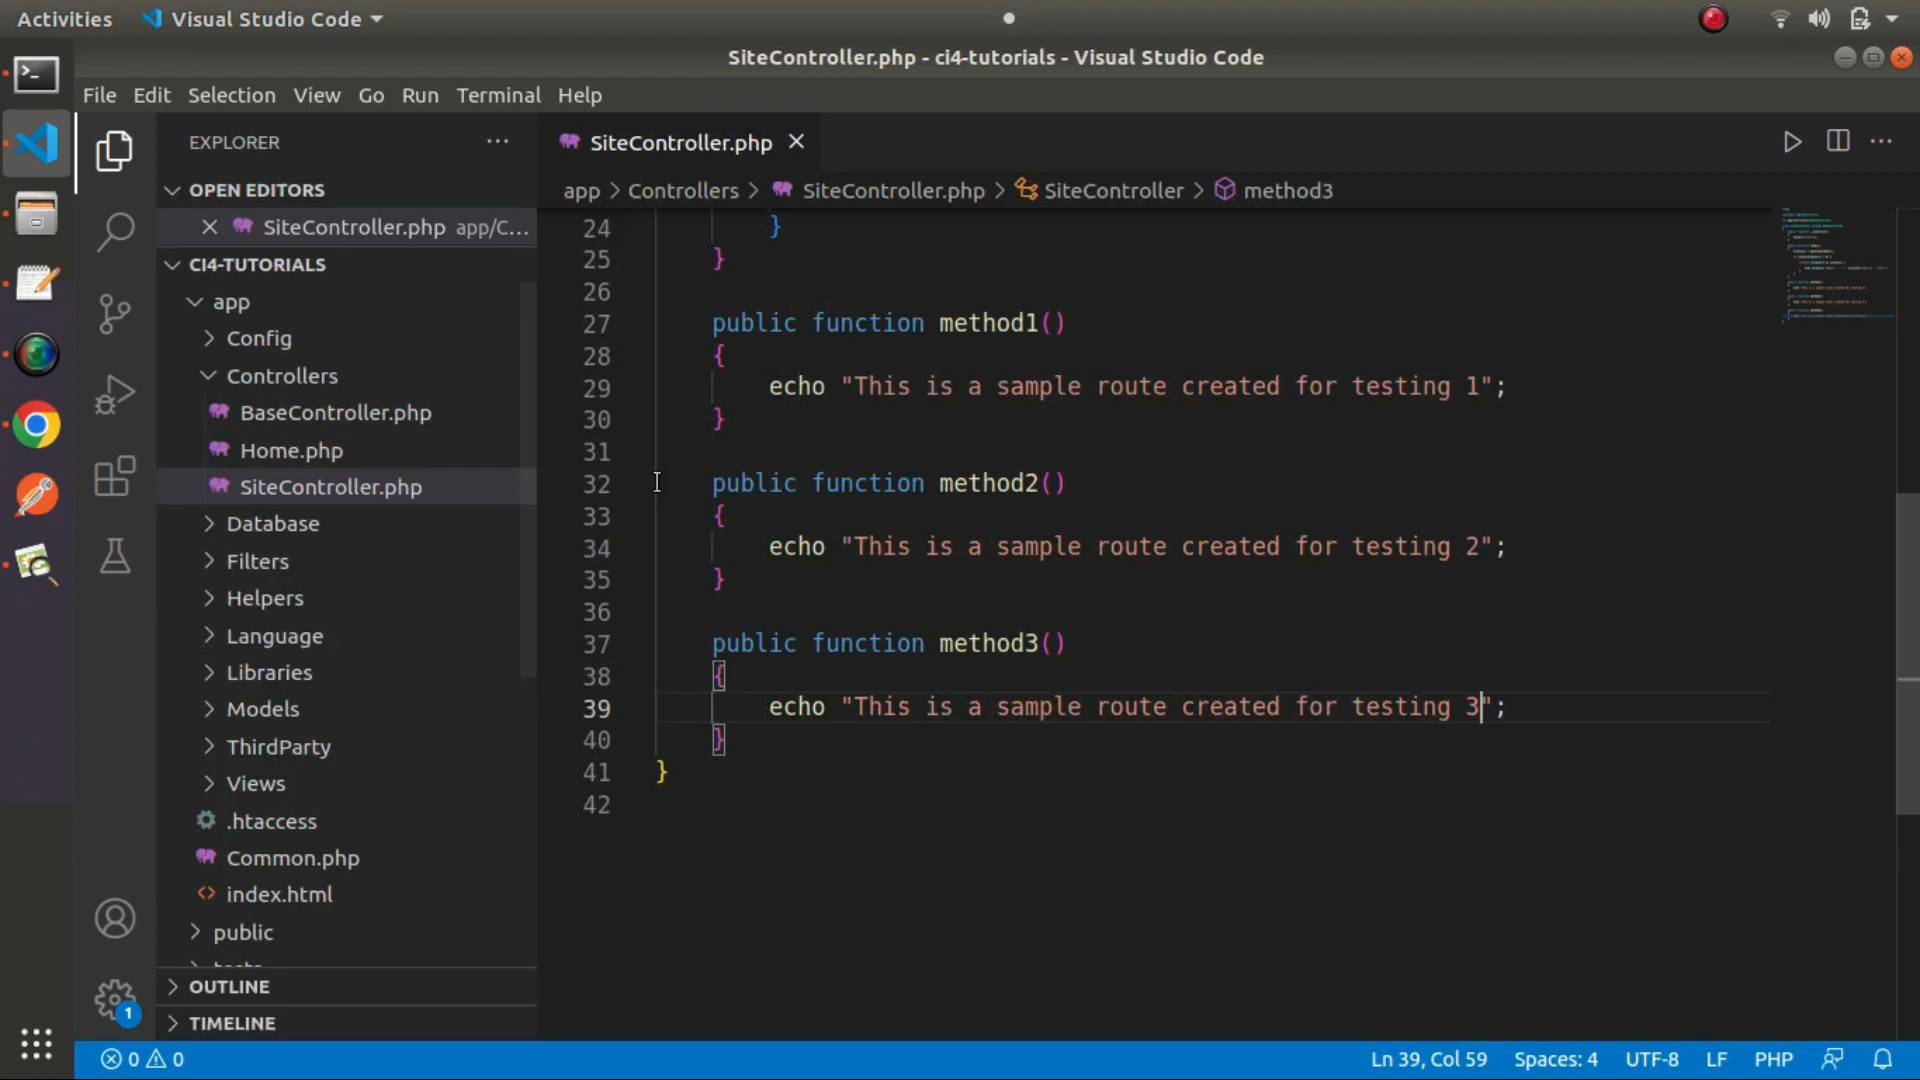 Activities Visual Studio Code
SiteController.php - ci4-tutorials - Visual Studio Code
File Edit Selection View Go Run Terminal Help
EXPLORER
OPEN EDITORS
SiteController.php app/C...
CI4-TUTORIALS
app
Config
Controllers
BaseController.php
Home.php
SiteController.php
Database
Filters
Helpers
Language
Libraries
Models
ThirdParty
Views
.htaccess
Common.php
index.html
public
OUTLINE
TIMELINE
1
SiteController.php
app > Controllers > SiteController.php > SiteController > method3
24 }
25 }
26
27 public function method1()
28 {
29 echo "This is a sample route created for testing 1";
30 }
31
32 public function method2()
33 {
34 echo "This is a sample route created for testing 2";
35 }
36
37 public function method3()
38 {
39 echo "This is a sample route created for testing 3";
40 }
41 }
42
0 0
Ln 39, Col 59 Spaces: 4 UTF-8 LF PHP